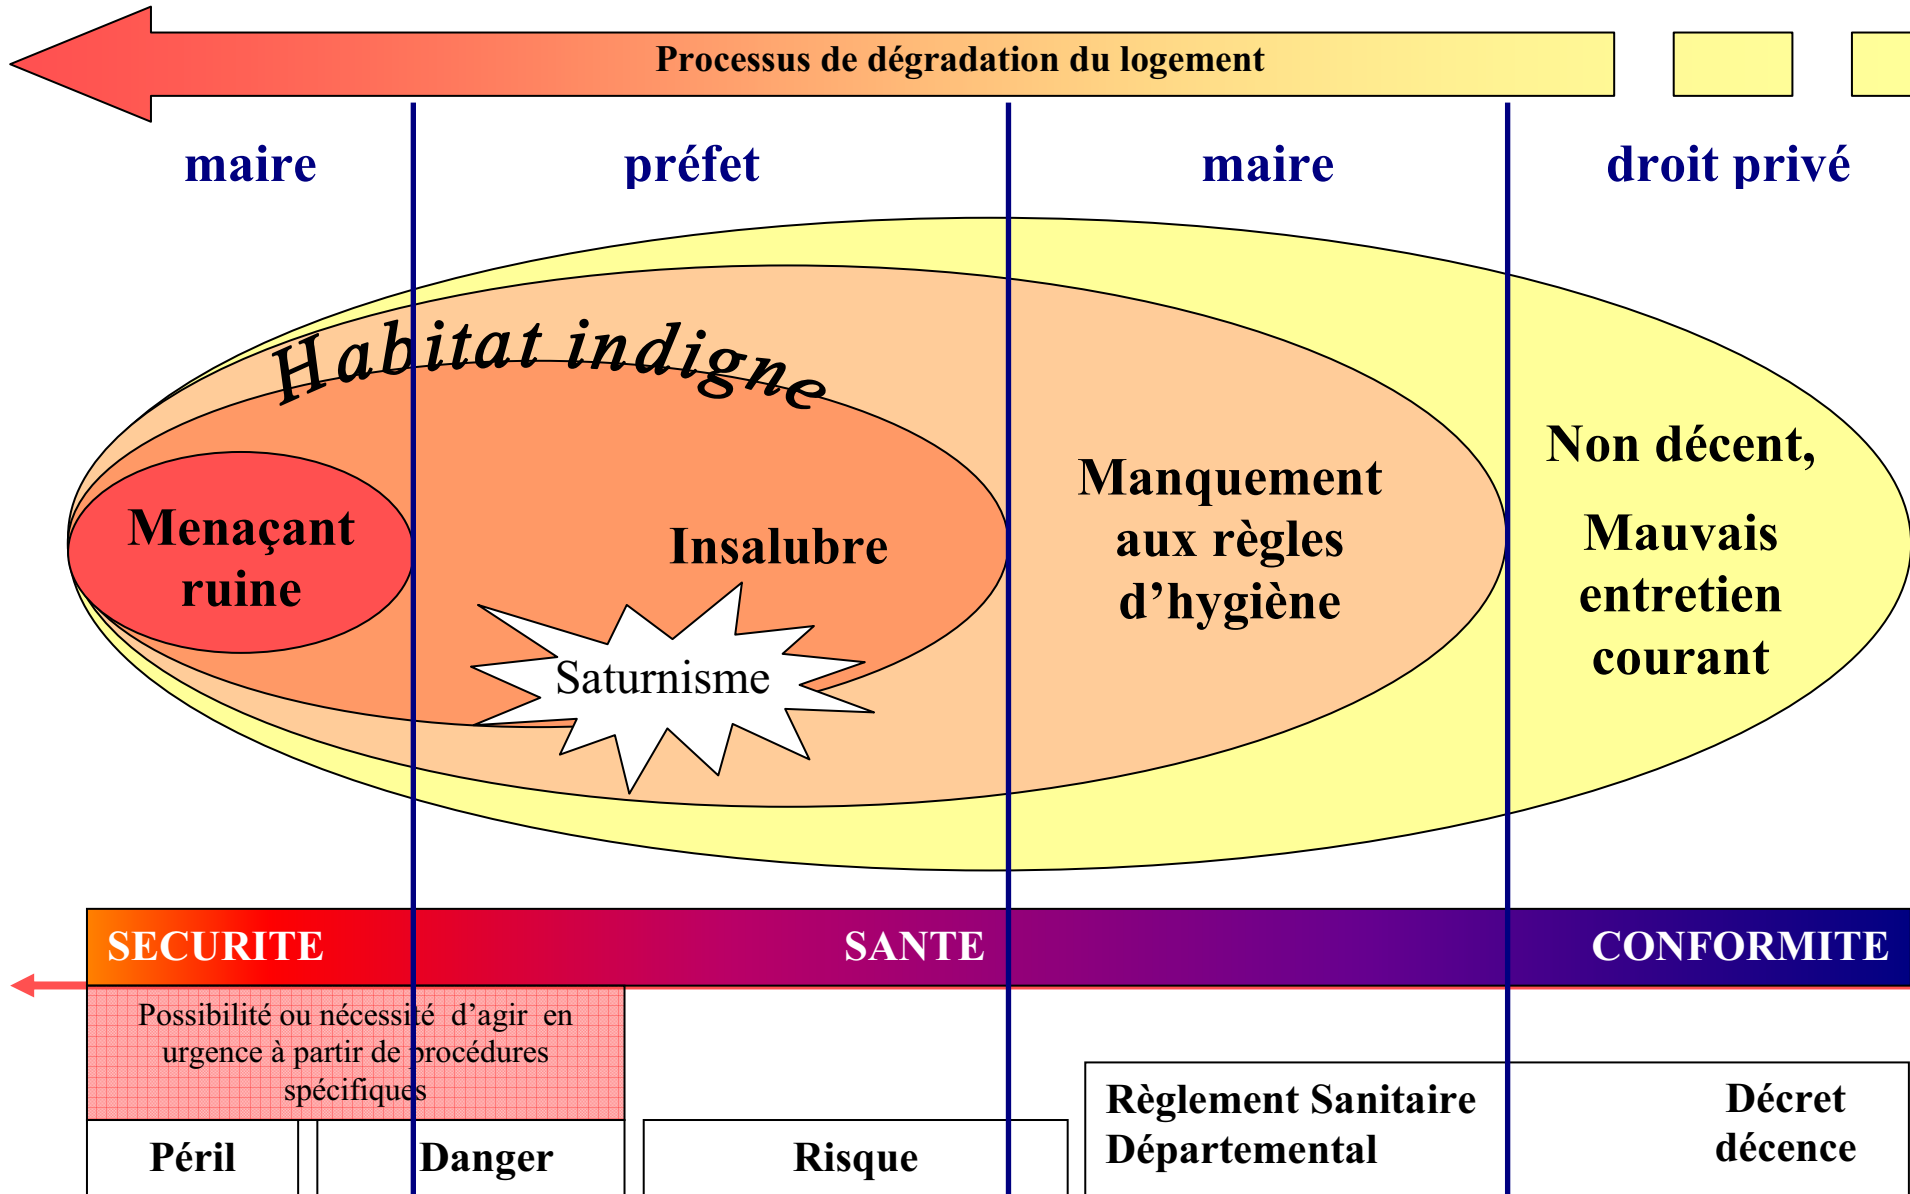 Processus de dégradation du logement
maire
préfet
maire
droit privé
Habitat indigne
Menaçant
ruine
Insalubre
Saturnisme
Manquement
aux règles
d’hygiène
Non décent,
Mauvais
entretien
courant
SECURITE
SANTE
CONFORMITE
Possibilité ou nécessité d’agir en
urgence à partir de procédures
spécifiques
Péril
Danger
Risque
Règlement Sanitaire
Départemental
Décret
décence